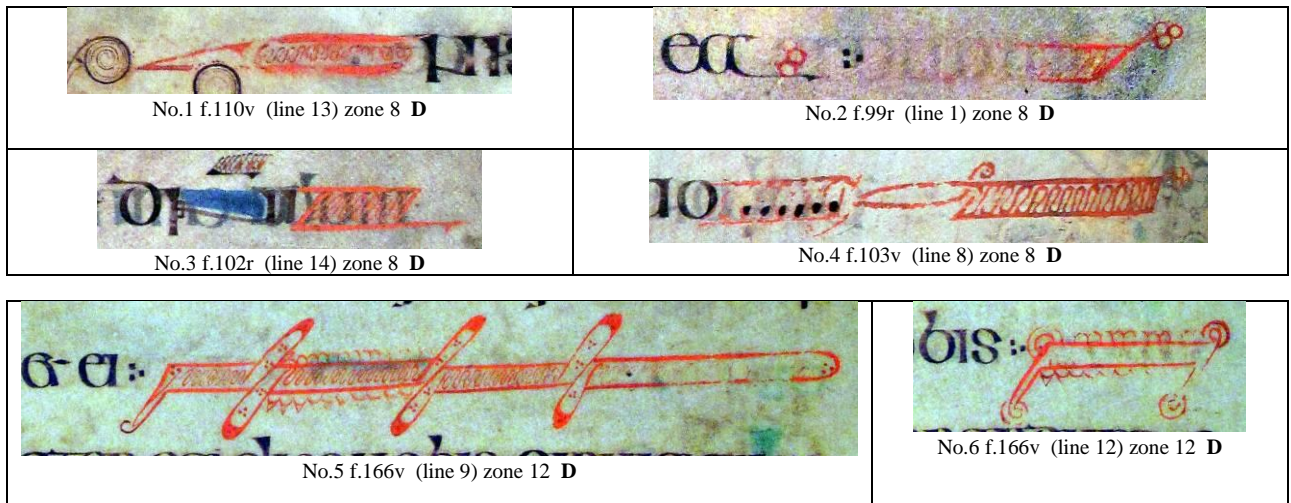 No.1 f.110v (line 13) zone 8 D
ea
No.2 f.99r (line 1) zone 8 D
No.3 f.102r (line 14) zone 8 D
No.4 f.103v (line 8) zone 8 D
No.5 f.166v (line 9) zone 12 D
bis:
No.6 f.166v (line 12) zone 12 D